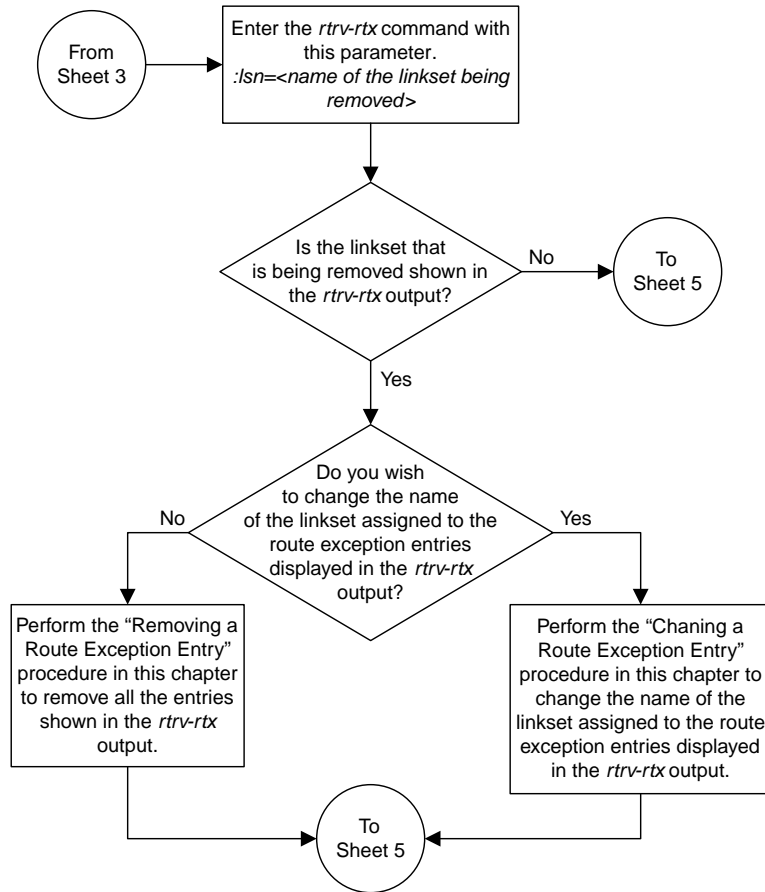 From
Sheet 3
Enter the rtrv-rtx command with
this parameter.
:lsn=<name of the linkset being
removed>
Is the linkset that
is being removed shown in
the rtrv-rtx output?
No
To
Sheet 5
Yes
Do you wish
to change the name
of the linkset assigned to the
route exception entries
displayed in the rtrv-rtx
output?
No
Yes
Perform the “Removing a
Route Exception Entry”
procedure in this chapter
to remove all the entries
shown in the rtrv-rtx
output.
Perform the “Chaning a
Route Exception Entry”
procedure in this chapter to
change the name of the
linkset assigned to the route
exception entries displayed
in the rtrv-rtx output.
To
Sheet 5